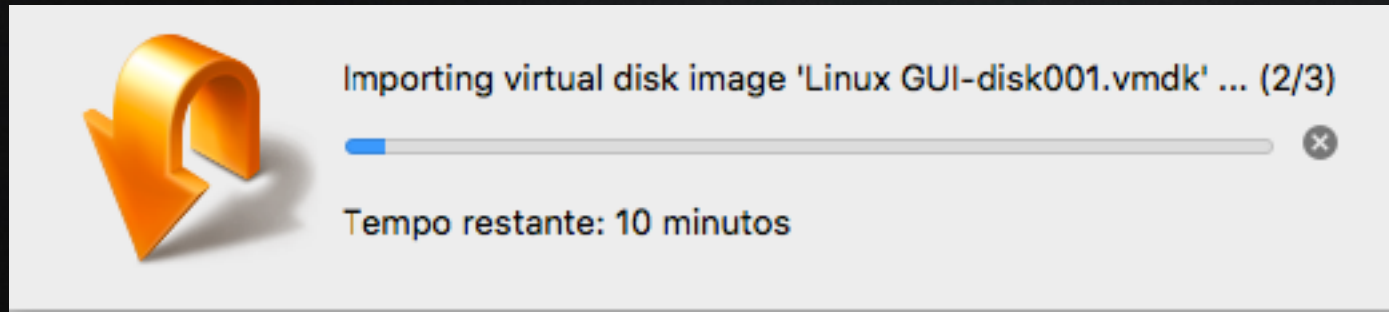 Importing virtual disk image 'Linux GUI-disk001.vmdk' ... (2/3)
Tempo restante: 10 minutos